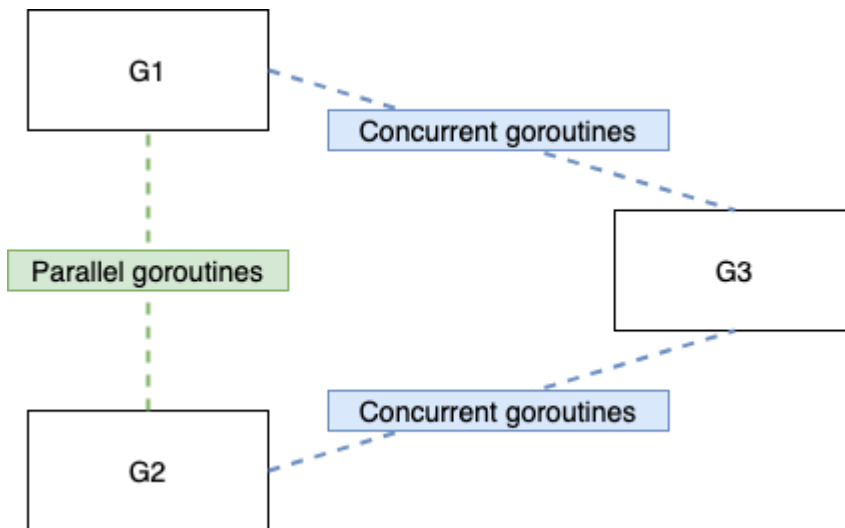 G1
Concurrent goroutines
Parallel goroutines
G3
Concurrent goroutines
G2